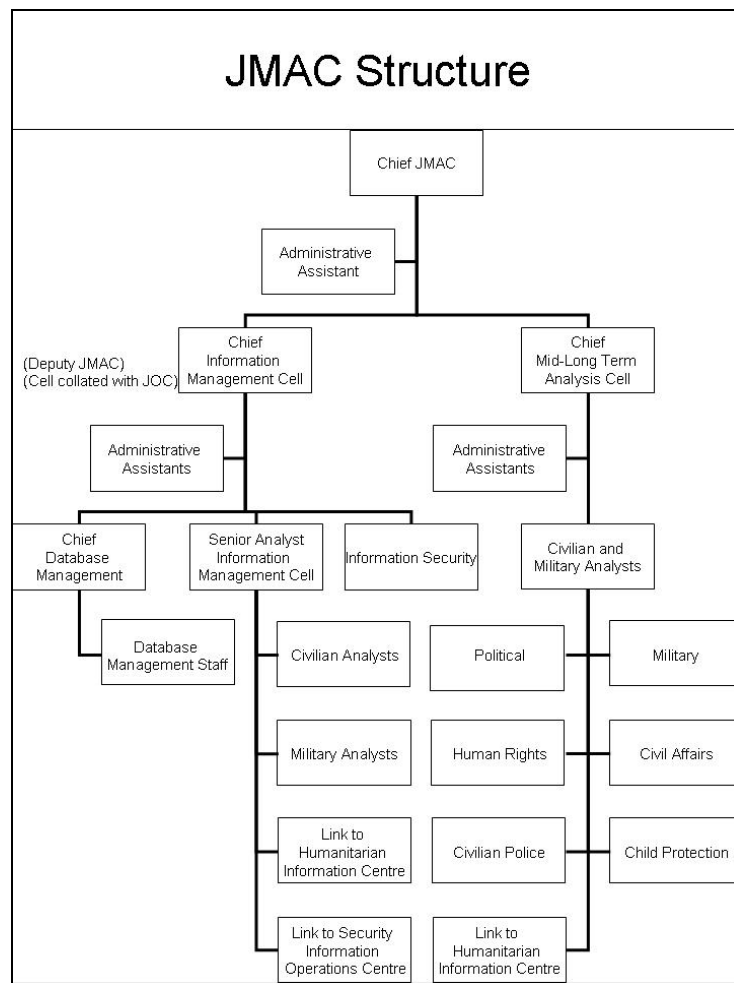 JMAC Structure
Chief JMAC
Administrative
Assistant
(Deputy JMAC)
(Cell collated with JOC)
Chief
Information
Management Cell
Chief
Mid-Long Term
Analysis Cell
Administrative
Assistants
Administrative
Assistants
Chief
Database
Management
Senior Analyst
Information
Management Cell
Information Security
Civilian and
Military Analysts
Database
Management Staff
Civilian Analysts
Political
Military
Military Analysts
Human Rights
Civil Affairs
Link to
Humanitarian
Information Centre
Civilian Police
Child Protection
Link to Security
Information
Operations Centre
Link to
Humanitarian
Information Centre